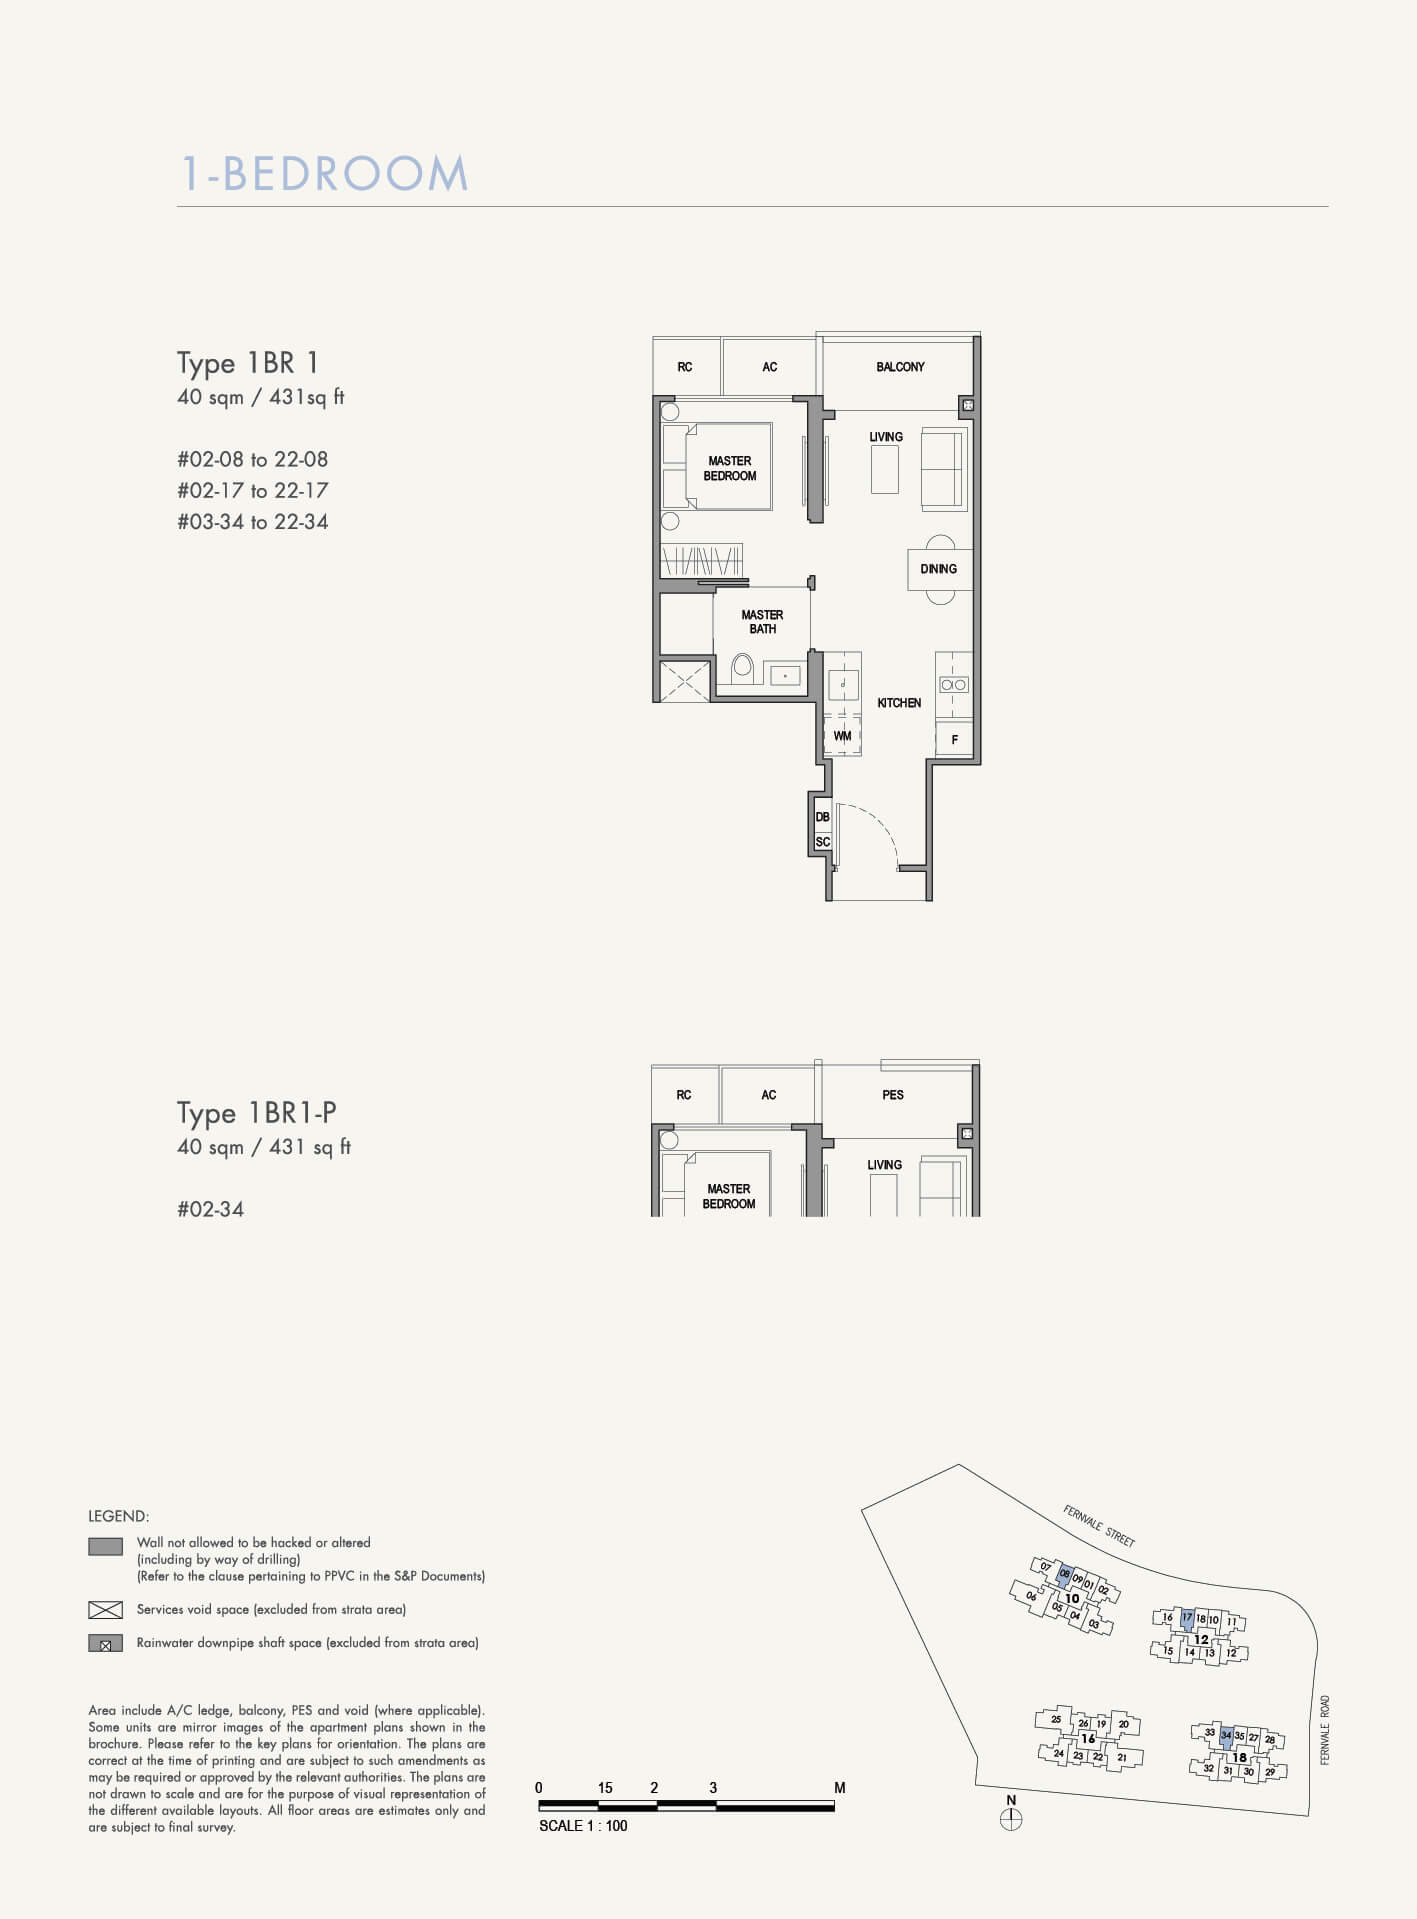 1-BEDROOM
Type 1BR 1
40 sqm / 431sq ft
#02-08 to 22-08
#02-17 to 22-17
#03-34 to 22-34
RC
AC
BALCONY
LIVING
MASTER
BEDROOM
DINING
MASTER
BATH
KITCHEN
WM
F
DB
SC
Type 1BR1-P
40 sqm / 431 sq ft
#02-34
RC
AC
PES
LIVING
MASTER
BEDROOM
LEGEND:
Wall not allowed to be hacked or altered
(including by way of drilling)
(Refer to the clause pertaining to PPVC in the S&P Documents)
Services void space (excluded from strata area)
Rainwater downpipe shaft space (excluded from strata area)
Area include A/C ledge, balcony, PES and void (where applicable).
Some units are mirror images of the apartment plans shown in the
brochure. Please refer to the key plans for orientation. The plans are
correct at the time of printing and are subject to such amendments as
may be required or approved by the relevant authorities. The plans are
not drawn to scale and are for the purpose of visual representation of
the different available layouts. All floor areas are estimates only and
are subject to final survey.
0 15 2 3 M
SCALE 1 : 100
FERNVALE STREET
07 08 09 01 02
10
06 05 04 03
16 17 18 10 11
12
15 14 13 12
25 26 19 20
16
24 23 22 21
33 34 35 27 28
18
32 31 30 29
FERNVALE ROAD
N